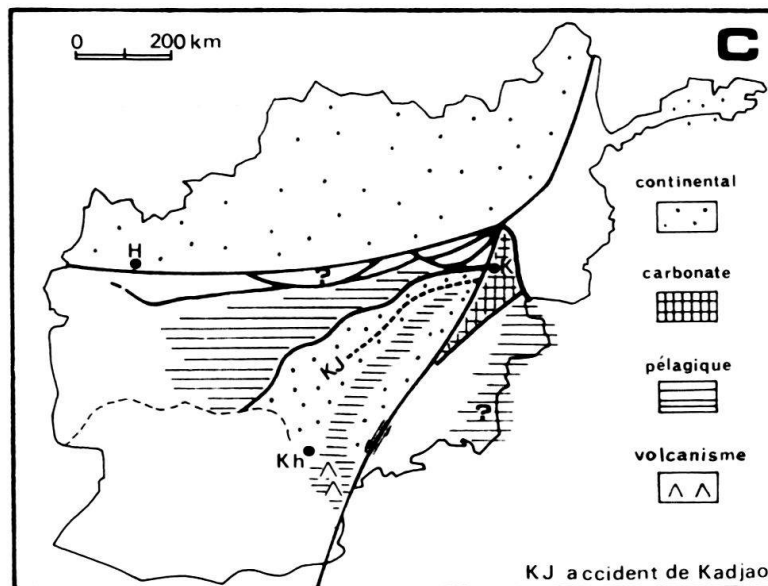 0 200 km
C
continental
H
K
carbonate
?
KJ
pélagique
?
Kh
volcanisme
KJ accident de Kadjao